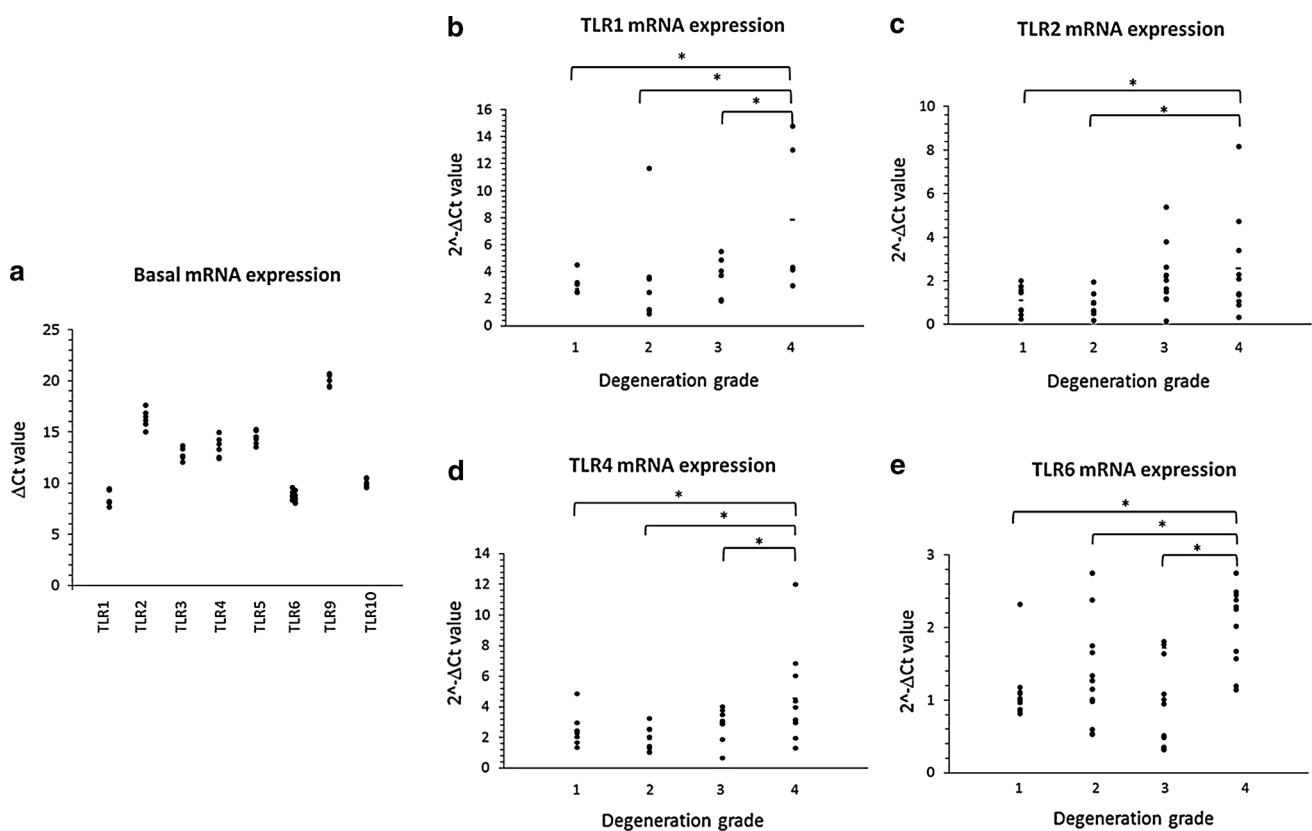 a
Basal mRNA expression
ΔCt value
25
20
15
10
5
0
TLR1
TLR2
TLR3
TLR4
TLR5
TLR6
TLR9
TLR10
b
TLR1 mRNA expression
*
*
*
2^-ΔCt value
16
14
12
10
8
6
4
2
0
1 2 3 4
Degeneration grade
c
TLR2 mRNA expression
*
*
2^-ΔCt value
10
8
6
4
2
0
1 2 3 4
Degeneration grade
d
TLR4 mRNA expression
*
*
*
2^-ΔCt value
14
12
10
8
6
4
2
0
1 2 3 4
Degeneration grade
e
TLR6 mRNA expression
*
*
*
2^-ΔCt value
3
2
1
0
1 2 3 4
Degeneration grade